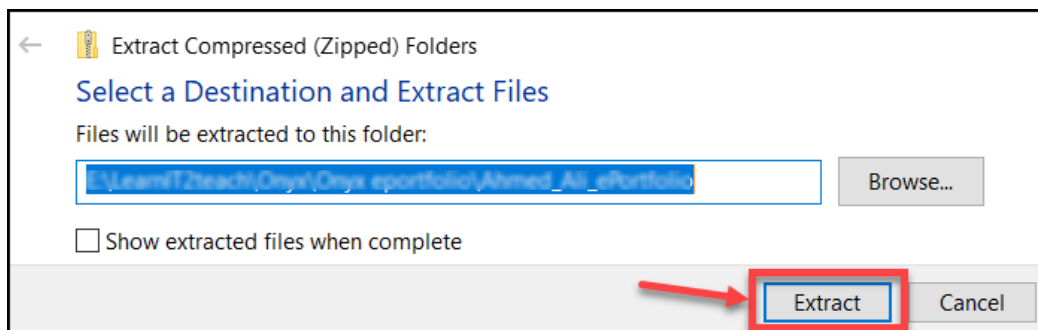 Extract Compressed (Zipped) Folders
Select a Destination and Extract Files
Files will be extracted to this folder:
E:\LearnIT2teach\Onyx\Onyx eportfolio\Ahmed_Ali_ePortfolio
Browse...
Show extracted files when complete
Extract
Cancel